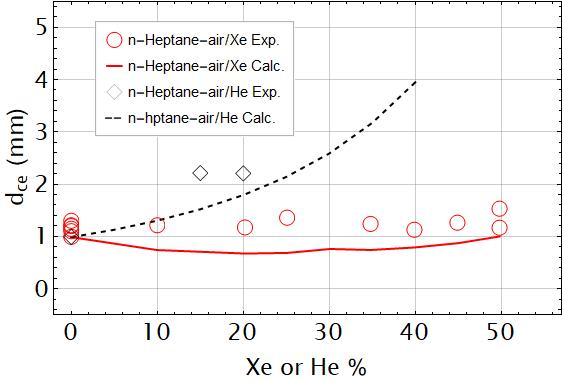 5
4
3
2
1
0
d_ce (mm)
n-Heptane-air/Xe Exp.
n-Heptane-air/Xe Calc.
n-Heptane-air/He Exp.
n-hptane-air/He Calc.
0 10 20 30 40 50
Xe or He %